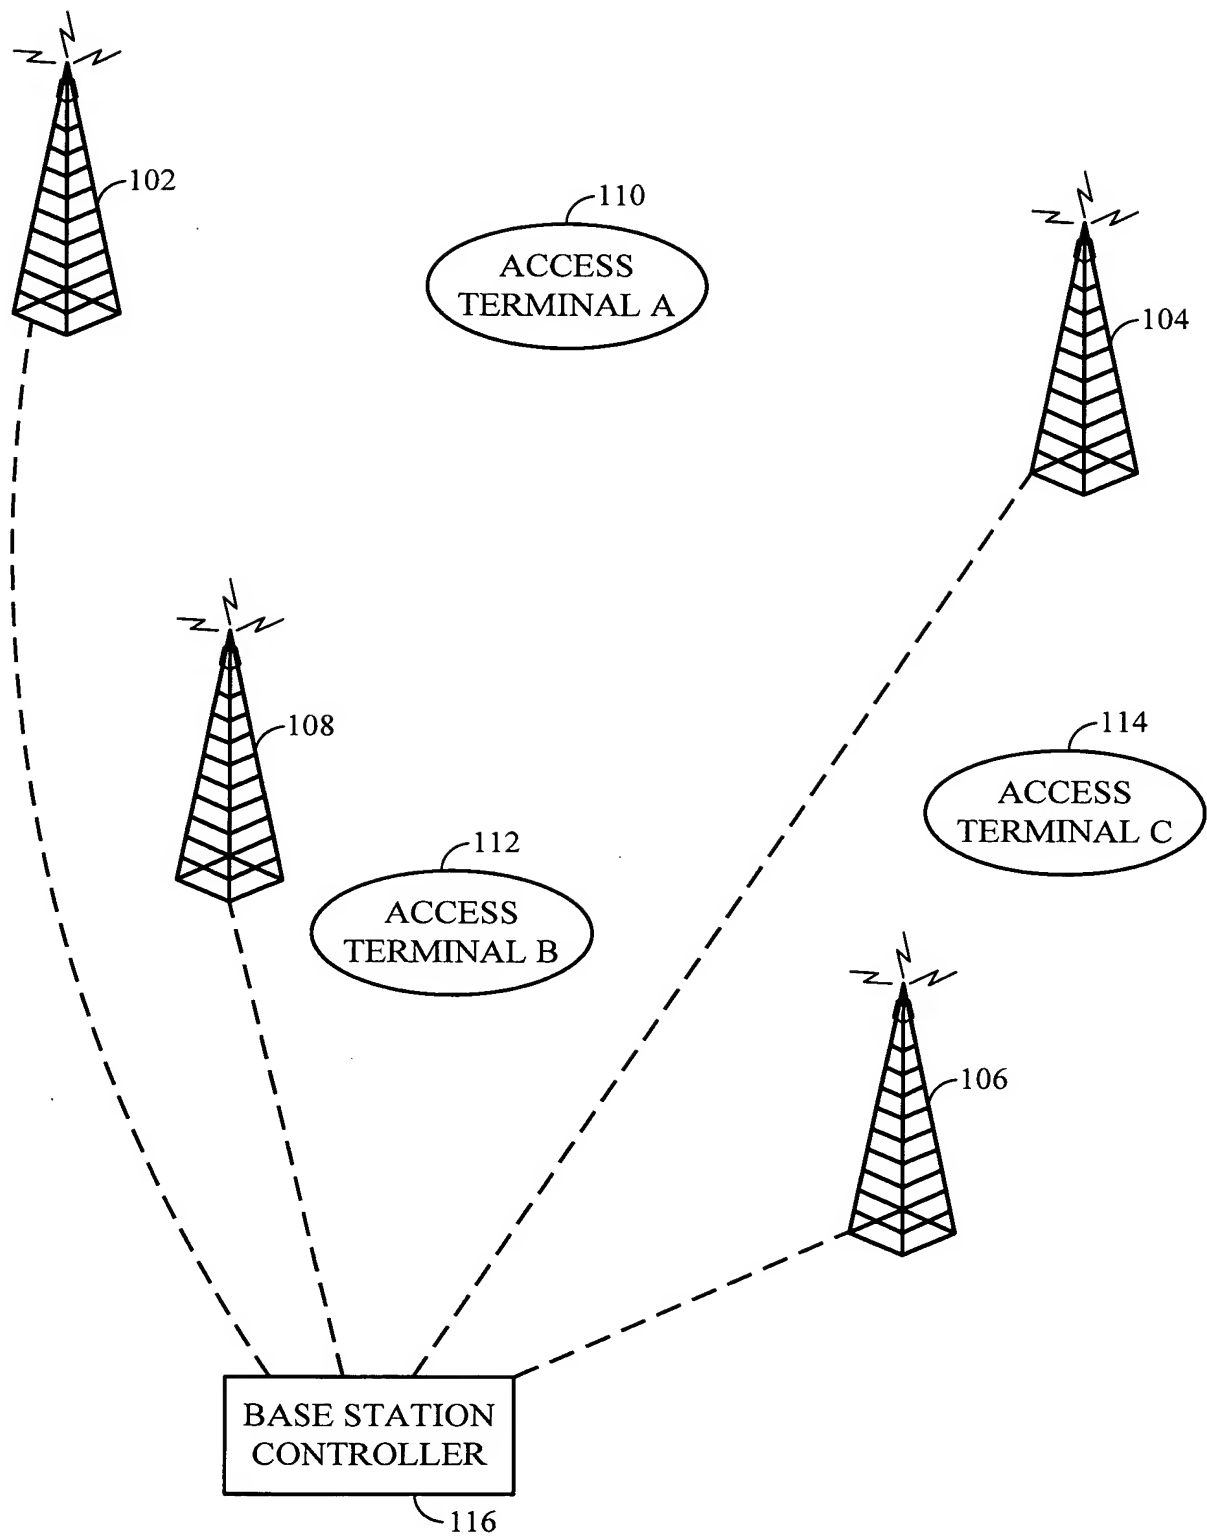 102
110
ACCESS
TERMINAL A
104
108
114
ACCESS
TERMINAL C
112
ACCESS
TERMINAL B
106
BASE STATION
CONTROLLER
116